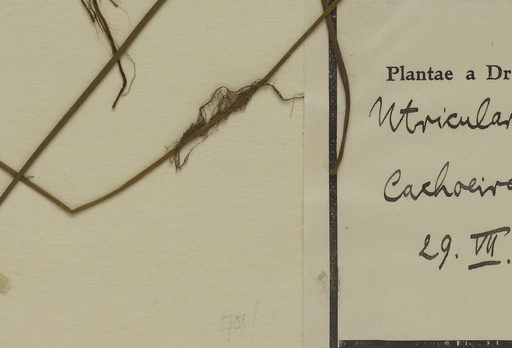 Plantae a Dr
Utricular
Cachoeira
29. VII.